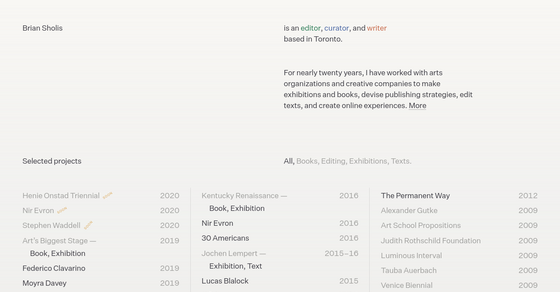 Brian Sholis
is an editor, curator, and writer
based in Toronto.
For nearly twenty years, I have worked with arts
organizations and creative companies to make
exhibitions and books, devise publishing strategies, edit
texts, and create online experiences. More
Selected projects
All, Books, Editing, Exhibitions, Texts.
Henie Onstad Triennial 2020
Nir Evron 2020
Stephen Waddell 2020
Art's Biggest Stage — 2019
Book, Exhibition
Federico Clavarino 2019
Moyra Davey 2019
Kentucky Renaissance — 2016
Book, Exhibition
Nir Evron 2016
30 Americans 2016
Jochen Lempert — 2015–16
Exhibition, Text
Lucas Blalock 2015
The Permanent Way 2012
Alexander Gutke 2009
Art School Propositions 2009
Judith Rothschild Foundation 2009
Luminous Interval 2009
Tauba Auerbach 2009
Venice Biennial 2009